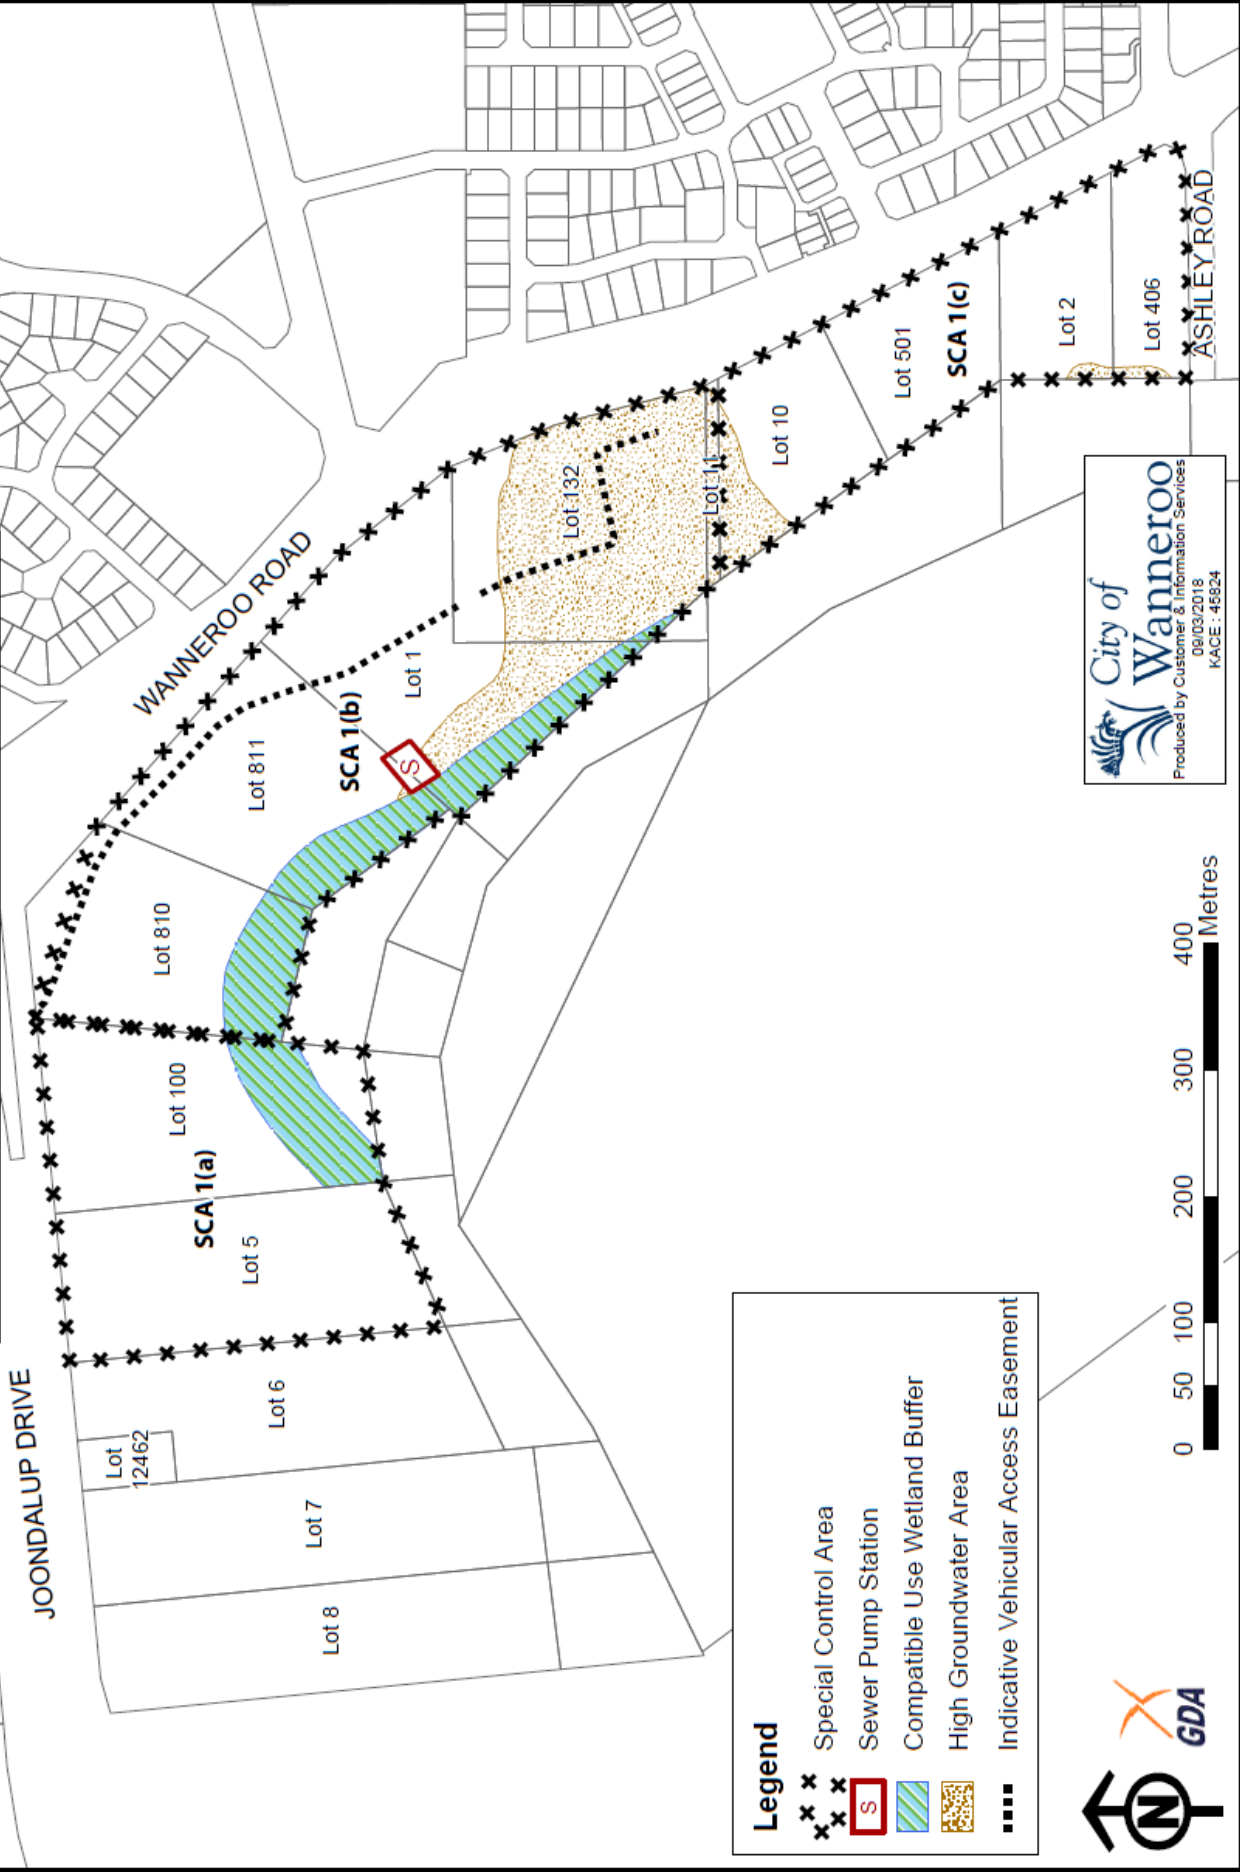 JOONDALUP DRIVE
WANNEROO ROAD
Lot 8
Lot 7
Lot
12462
Lot 6
Lot 5
SCA 1(a)
Lot 100
Lot 810
Lot 811
SCA 1(b)
S
Lot 1
Lot 132
Lot 11
Lot 10
Lot 501
SCA 1(c)
Lot 2
Lot 406
ASHLEY ROAD
Legend
Special Control Area
S
Sewer Pump Station
Compatible Use Wetland Buffer
High Groundwater Area
Indicative Vehicular Access Easement
N
GDA
0 50 100 200 300 400
Metres
City of
Wanneroo
Produced by Customer & Information Services
09/03/2018
KACE : 45824